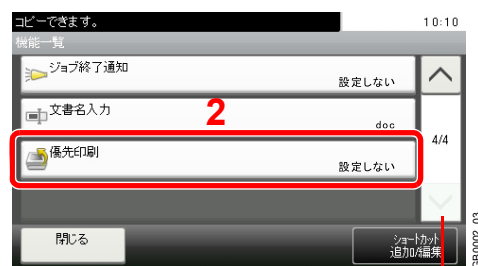 コピーできます。
10:10
機能一覧
ジョブ終了通知
設定しない
文書名入力
doc
2
4/4
優先印刷
設定しない
閉じる
ショートカット
追加/編集
GB0002_03